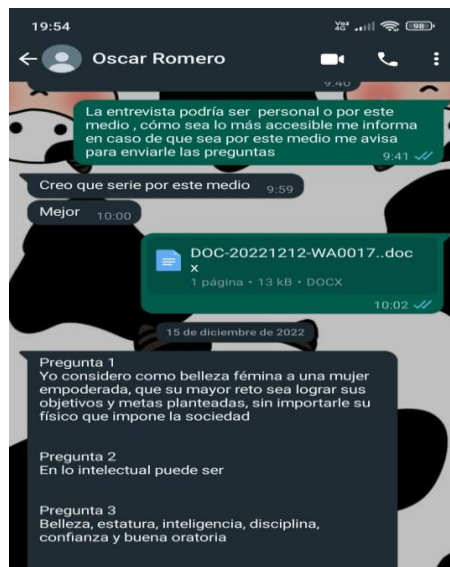 19:54
4G
98
Oscar Romero
9:40
La entrevista podría ser personal o por este
medio , cómo sea lo más accesible me informa
en caso de que sea por este medio me avisa
para enviarle las preguntas
9:41
Creo que serie por este medio 9:59
Mejor 10:00
DOC-20221212-WA0017..doc
x
1 página • 13 kB • DOCX
10:02
15 de diciembre de 2022
Pregunta 1
Yo considero como belleza fémina a una mujer
empoderada, que su mayor reto sea lograr sus
objetivos y metas planteadas, sin importarle su
físico que impone la sociedad
Pregunta 2
En lo intelectual puede ser
Pregunta 3
Belleza, estatura, inteligencia, disciplina,
confianza y buena oratoria